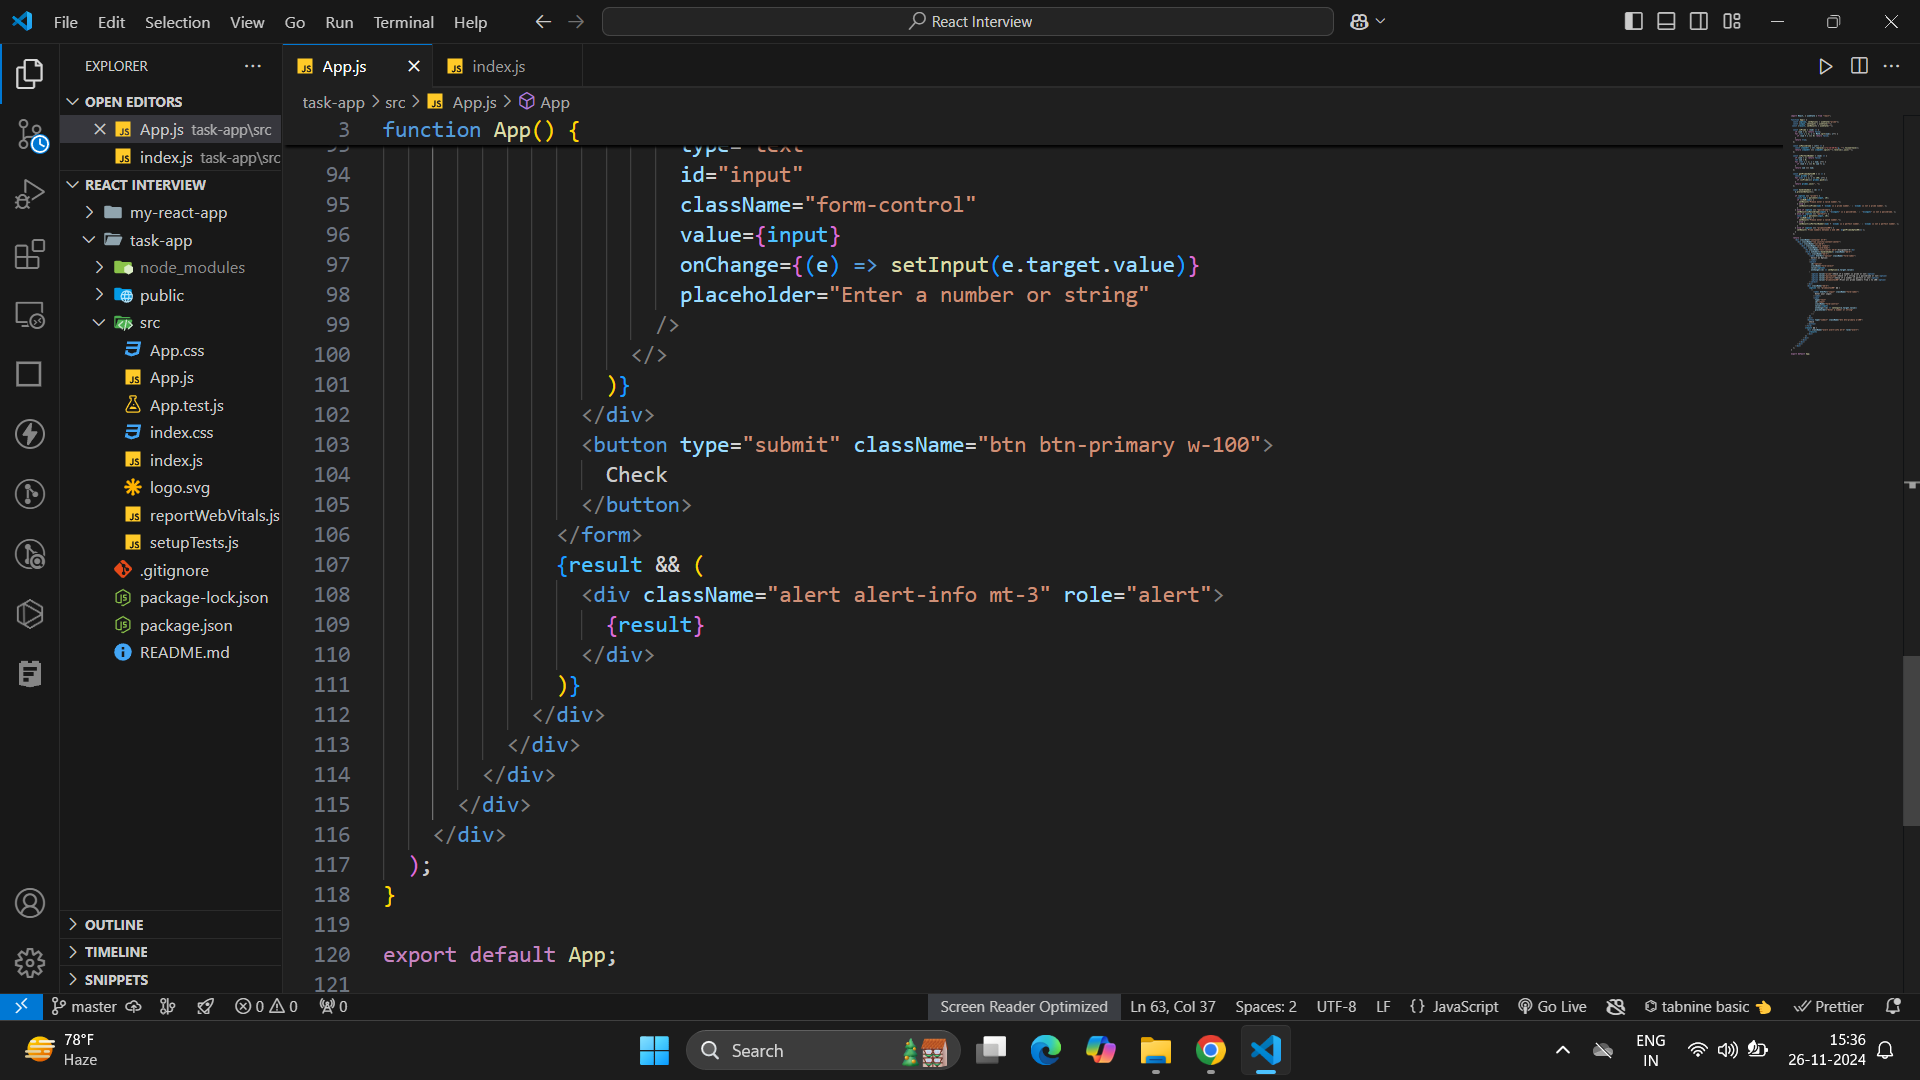 File Edit Selection View Go Run Terminal Help
React Interview
EXPLORER
OPEN EDITORS
App.js task-app\src
index.js task-app\src
REACT INTERVIEW
my-react-app
task-app
node_modules
public
src
App.css
App.js
App.test.js
index.css
index.js
logo.svg
reportWebVitals.js
setupTests.js
.gitignore
package-lock.json
package.json
README.md
OUTLINE
TIMELINE
SNIPPETS
App.js
index.js
task-app > src > App.js > App
3 function App() {
94 id="input"
95 className="form-control"
96 value={input}
97 onChange={(e) => setInput(e.target.value)}
98 placeholder="Enter a number or string"
99 />
100 </>
101 )}
102 </div>
103 <button type="submit" className="btn btn-primary w-100">
104 Check
105 </button>
106 </form>
107 {result && (
108 <div className="alert alert-info mt-3" role="alert">
109 {result}
110 </div>
111 )}
112 </div>
113 </div>
114 </div>
115 </div>
116 </div>
117 );
118 }
119
120 export default App;
121
master 0 0 0
Screen Reader Optimized Ln 63, Col 37 Spaces: 2 UTF-8 LF {} JavaScript Go Live tabnine basic Prettier
78°F
Haze
Search
ENG
IN
15:36
26-11-2024